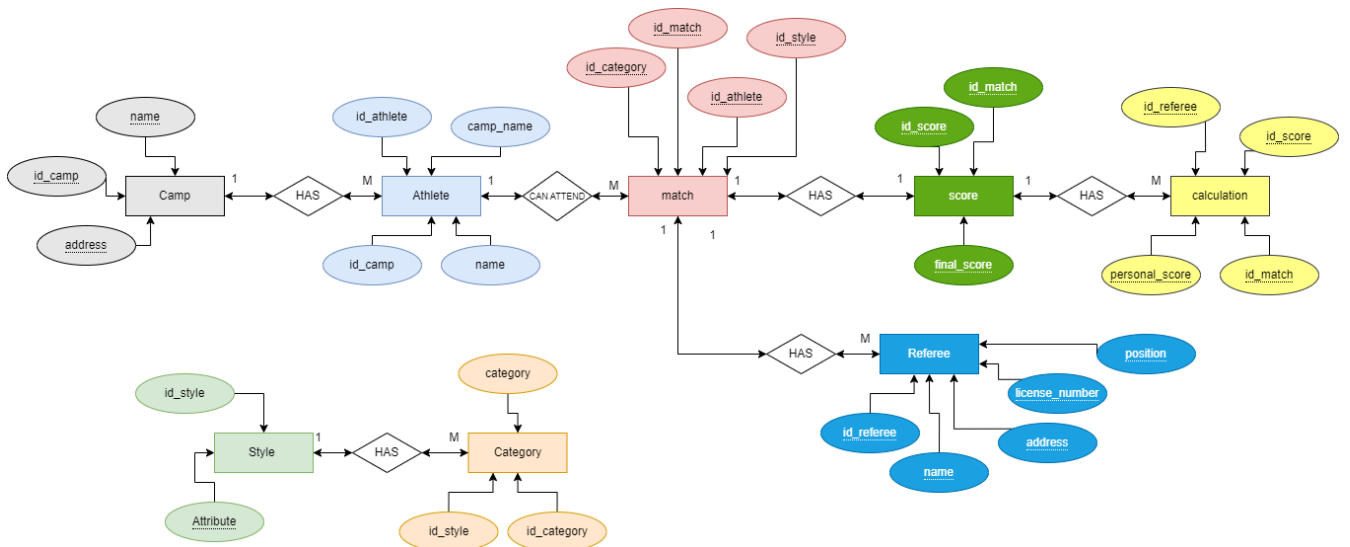 id_match
id_style
id_category
id_athlete
name
id_athlete
camp_name
id_match
id_score
id_referee
id_score
id_camp
Camp
1
HAS
M
Athlete
1
CAN ATTEND
M
match
1
HAS
1
score
1
HAS
M
calculation
1
1
address
id_camp
name
final_score
personal_score
id_match
HAS
M
Referee
position
license_number
id_referee
address
name
category
id_style
Style
1
HAS
M
Category
Attribute
id_style
id_category